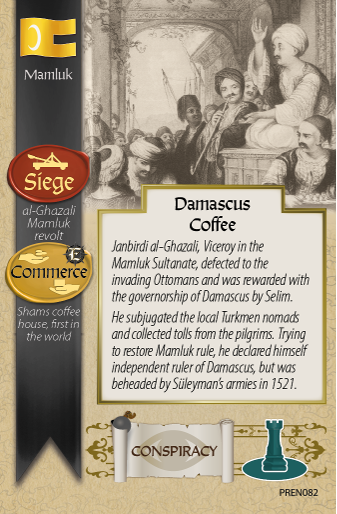 Mamluk
Siege
al-Ghazali
Mamluk
revolt
E
Commerce
Shams coffee
house, first in
the world
Damascus
Coffee
Janbirdi al-Ghazali, Viceroy in the
Mamluk Sultanate, defected to the
invading Ottomans and was rewarded with
the governorship of Damascus by Selim.
He subjugated the local Turkmen nomads
and collected tolls from the pilgrims. Trying
to restore Mamluk rule, he declared himself
independent ruler of Damascus, but was
beheaded by Süleyman's armies in 1521.
CONSPIRACY
PREN082